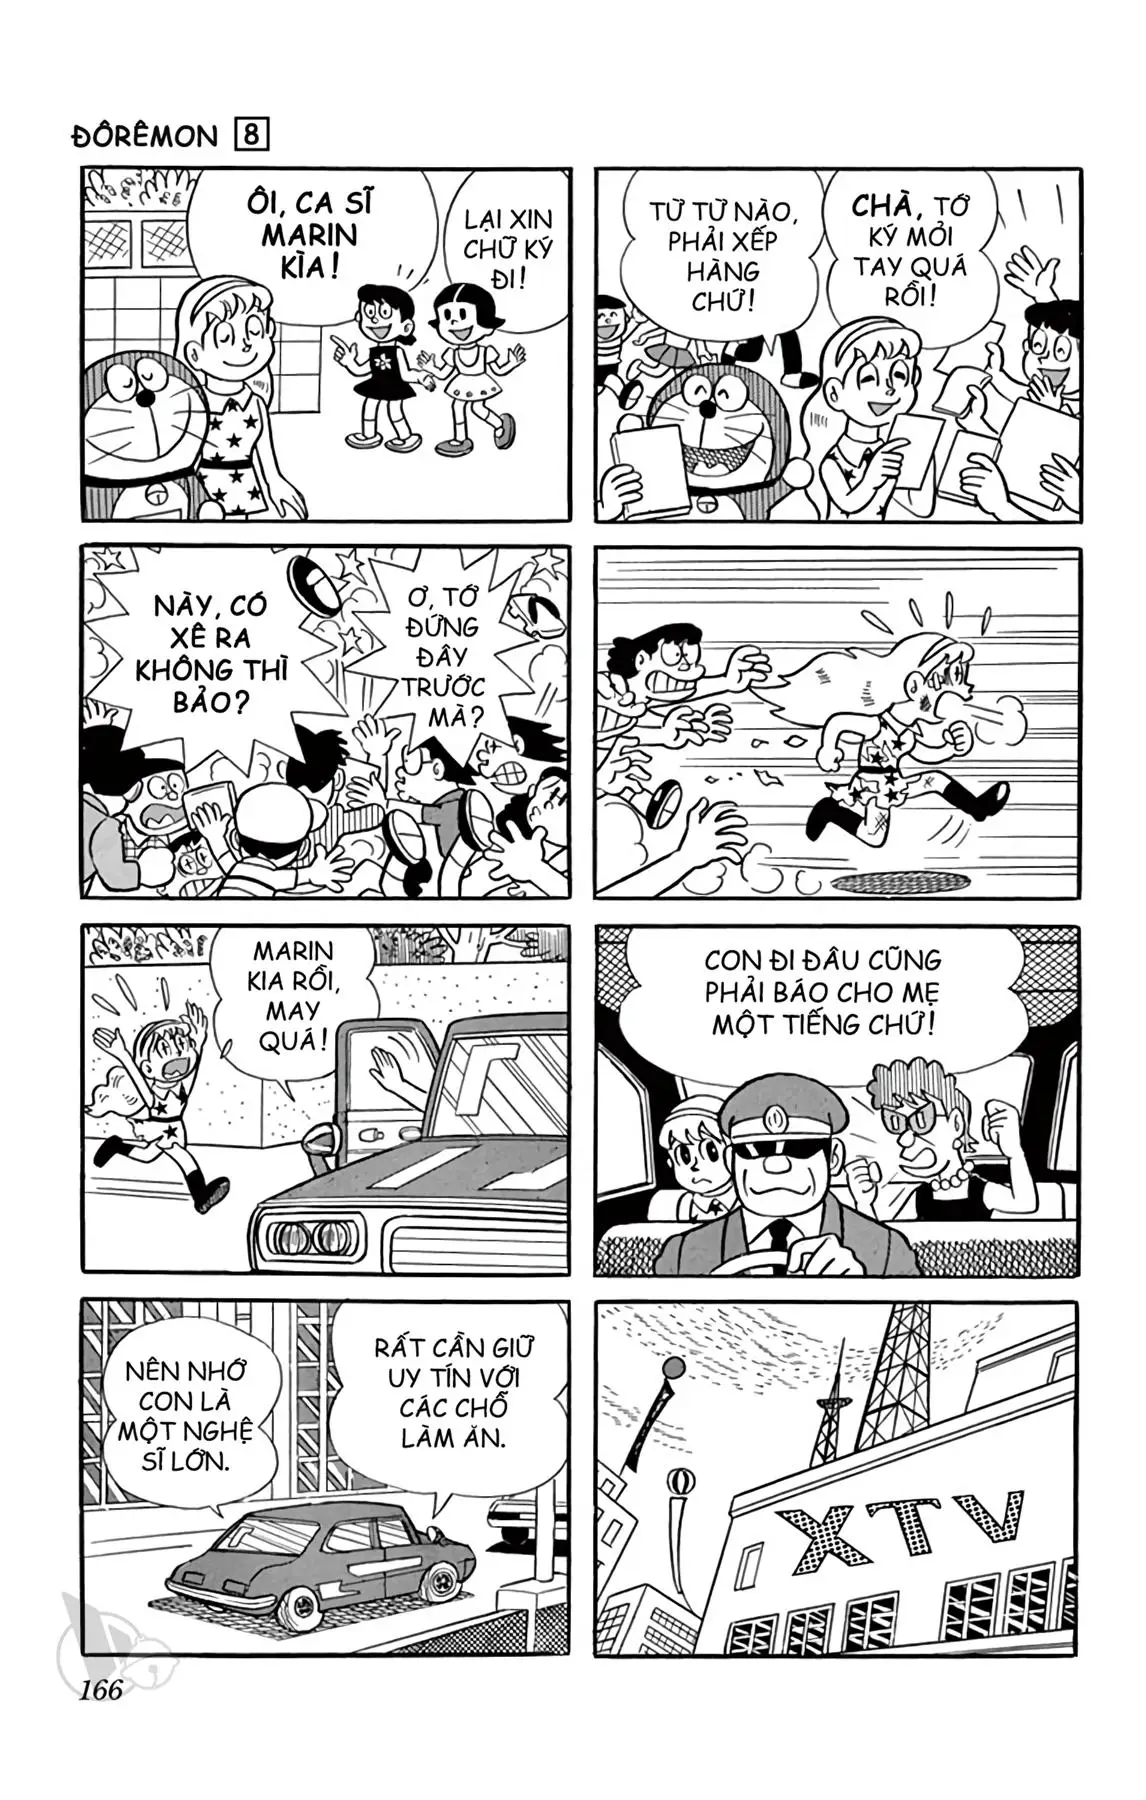 ĐÔRÊMON 8
ÔI, CA SĨ
MARIN
KÌA!
LẠI XIN
CHỮ KÝ
ĐI!
TỪ TỪ NÀO,
PHẢI XẾP
HÀNG
CHỨ!
CHÀ, TỚ
KÝ MỎI
TAY QUÁ
RỒI!
NÀY, CÓ
XÊ RA
KHÔNG THÌ
BẢO?
Ơ, TỚ
ĐỨNG
ĐÂY
TRƯỚC
MÀ?
MARIN
KIA RỒI,
MAY
QUÁ!
CON ĐI ĐÂU CŨNG
PHẢI BÁO CHO MẸ
MỘT TIẾNG CHỨ!
NÊN NHỚ
CON LÀ
MỘT NGHỆ
SĨ LỚN.
RẤT CẦN GIỮ
UY TÍN VỚI
CÁC CHỖ
LÀM ĂN.
XTV
166